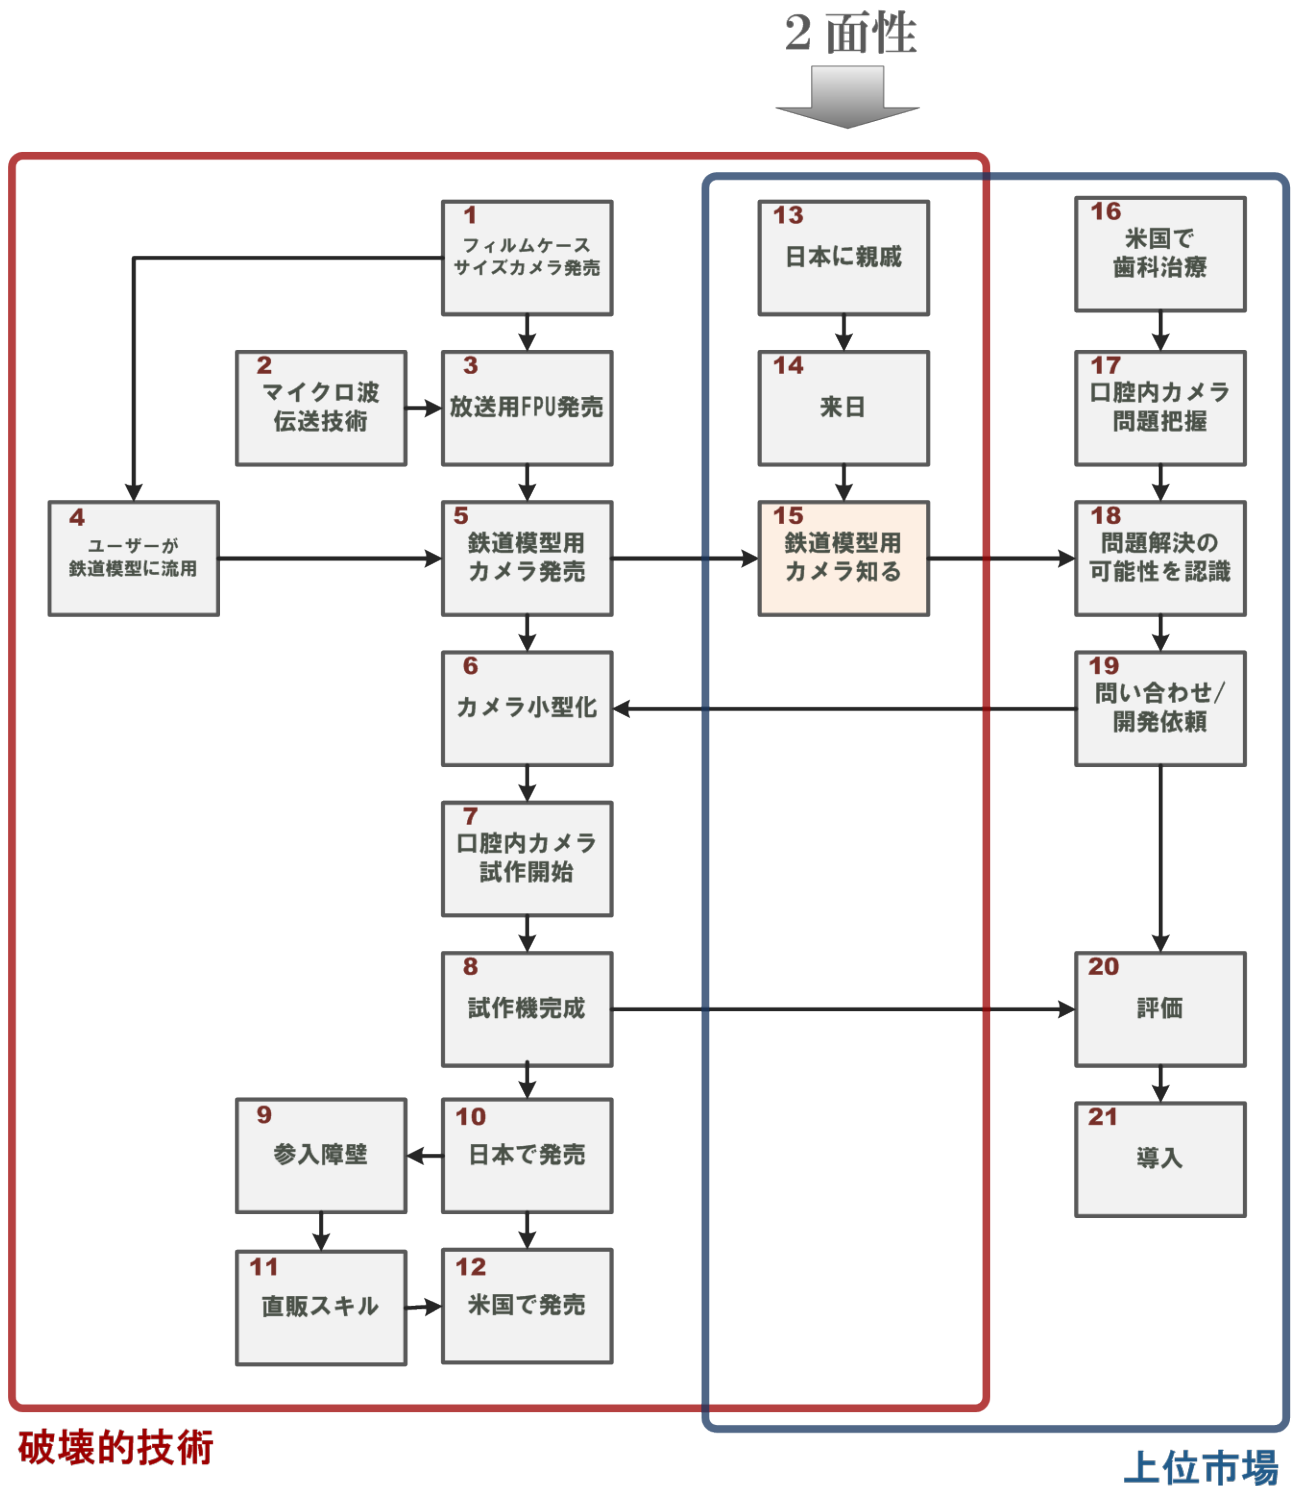 2面性
1
フィルムケース
サイズカメラ発売
2
マイクロ波
伝送技術
3
放送用FPU発売
4
ユーザーが
鉄道模型に流用
5
鉄道模型用
カメラ発売
6
カメラ小型化
7
口腔内カメラ
試作開始
8
試作機完成
9
参入障壁
10
日本で発売
11
直販スキル
12
米国で発売
13
日本に親戚
14
来日
15
鉄道模型用
カメラ知る
16
米国で
歯科治療
17
口腔内カメラ
問題把握
18
問題解決の
可能性を認識
19
問い合わせ/
開発依頼
20
評価
21
導入
破壊的技術
上位市場